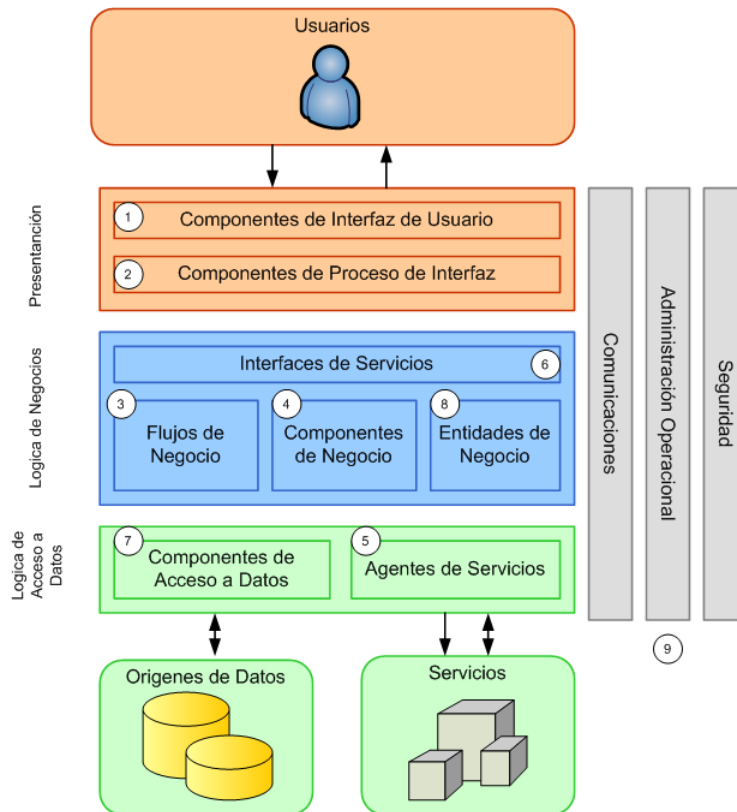 Usuarios
Presentanción
1
Componentes de Interfaz de Usuario
2
Componentes de Proceso de Interfaz
Logica de Negocios
Interfaces de Servicios
6
3
Flujos de
Negocio
4
Componentes
de Negocio
8
Entidades de
Negocio
Logica de
Acceso a
Datos
7
Componentes de
Acceso a Datos
5
Agentes de Servicios
Comunicaciones
Administración Operacional
Seguridad
9
Origenes de Datos
Servicios